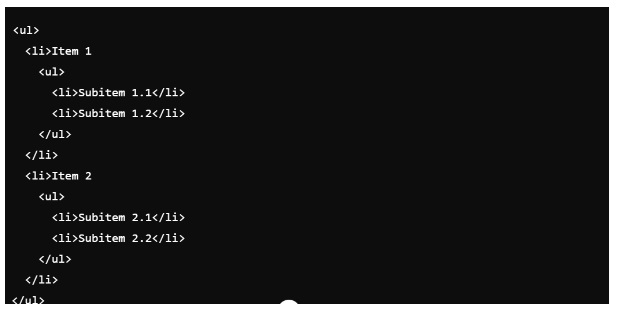 <ul>
  <li>Item 1
    <ul>
      <li>Subitem 1.1</li>
      <li>Subitem 1.2</li>
    </ul>
  </li>
  <li>Item 2
    <ul>
      <li>Subitem 2.1</li>
      <li>Subitem 2.2</li>
    </ul>
  </li>
</ul>